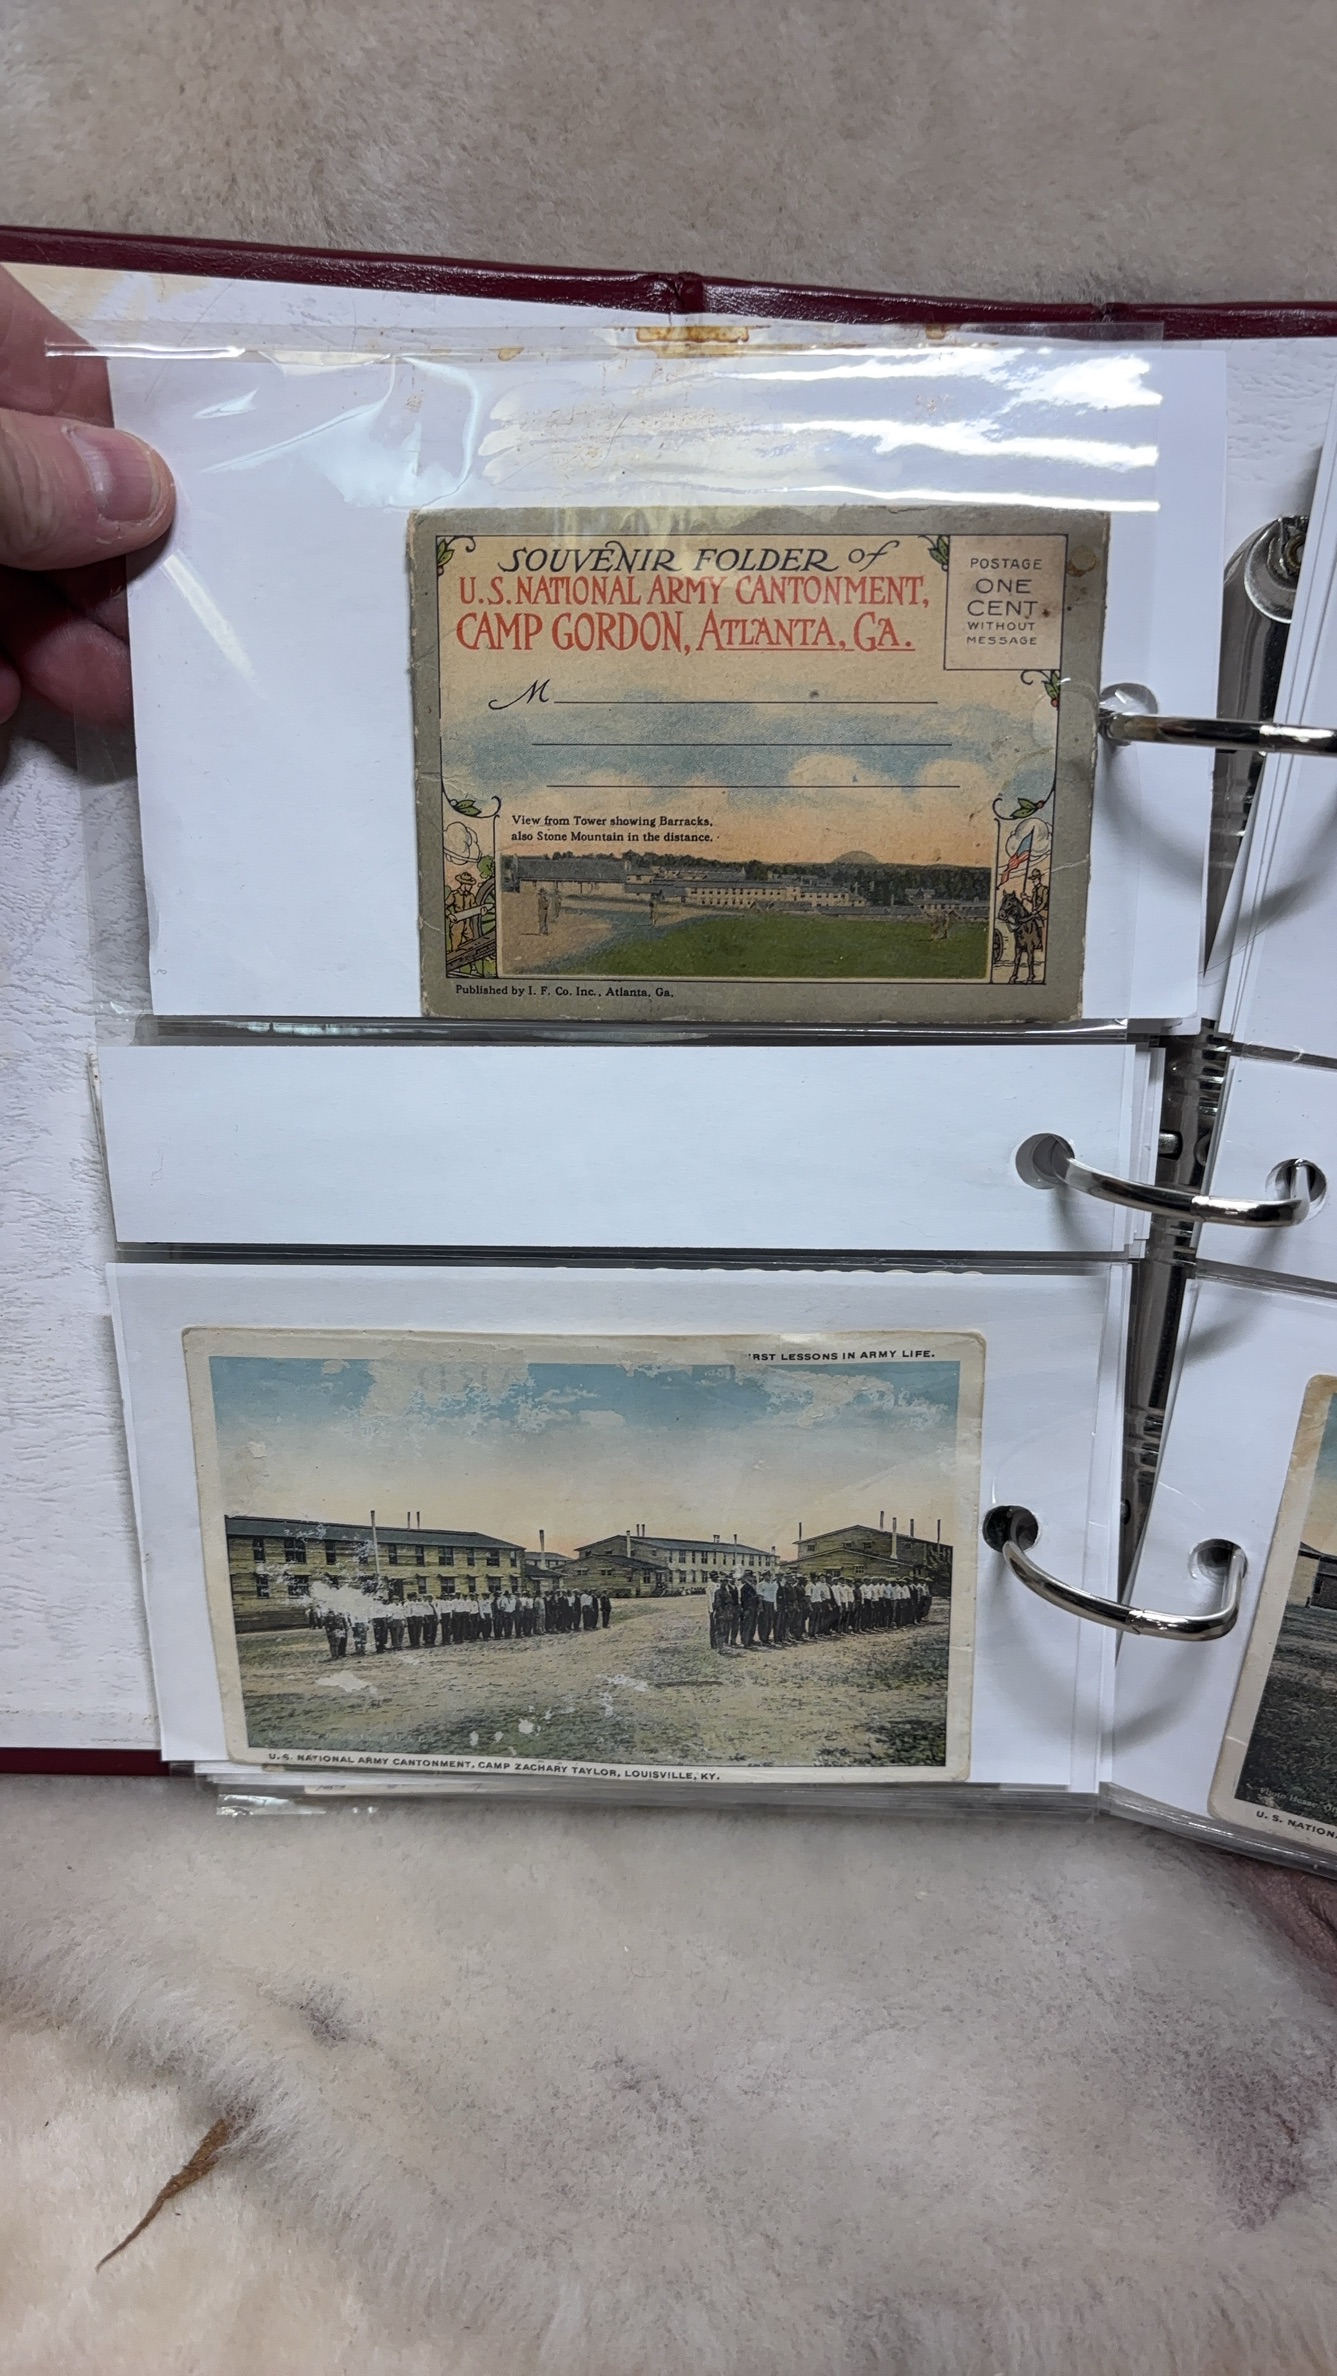 SOUVENIR FOLDER of
U.S. NATIONAL ARMY CANTONMENT,
CAMP GORDON, ATLANTA, GA.
POSTAGE
ONE
CENT
WITHOUT
MESSAGE
M
View from Tower showing Barracks,
also Stone Mountain in the distance.
Published by I. F. Co. Inc., Atlanta, Ga.
RST LESSONS IN ARMY LIFE.
U.S. NATIONAL ARMY CANTONMENT, CAMP ZACHARY TAYLOR, LOUISVILLE, KY.
U. S. NATION